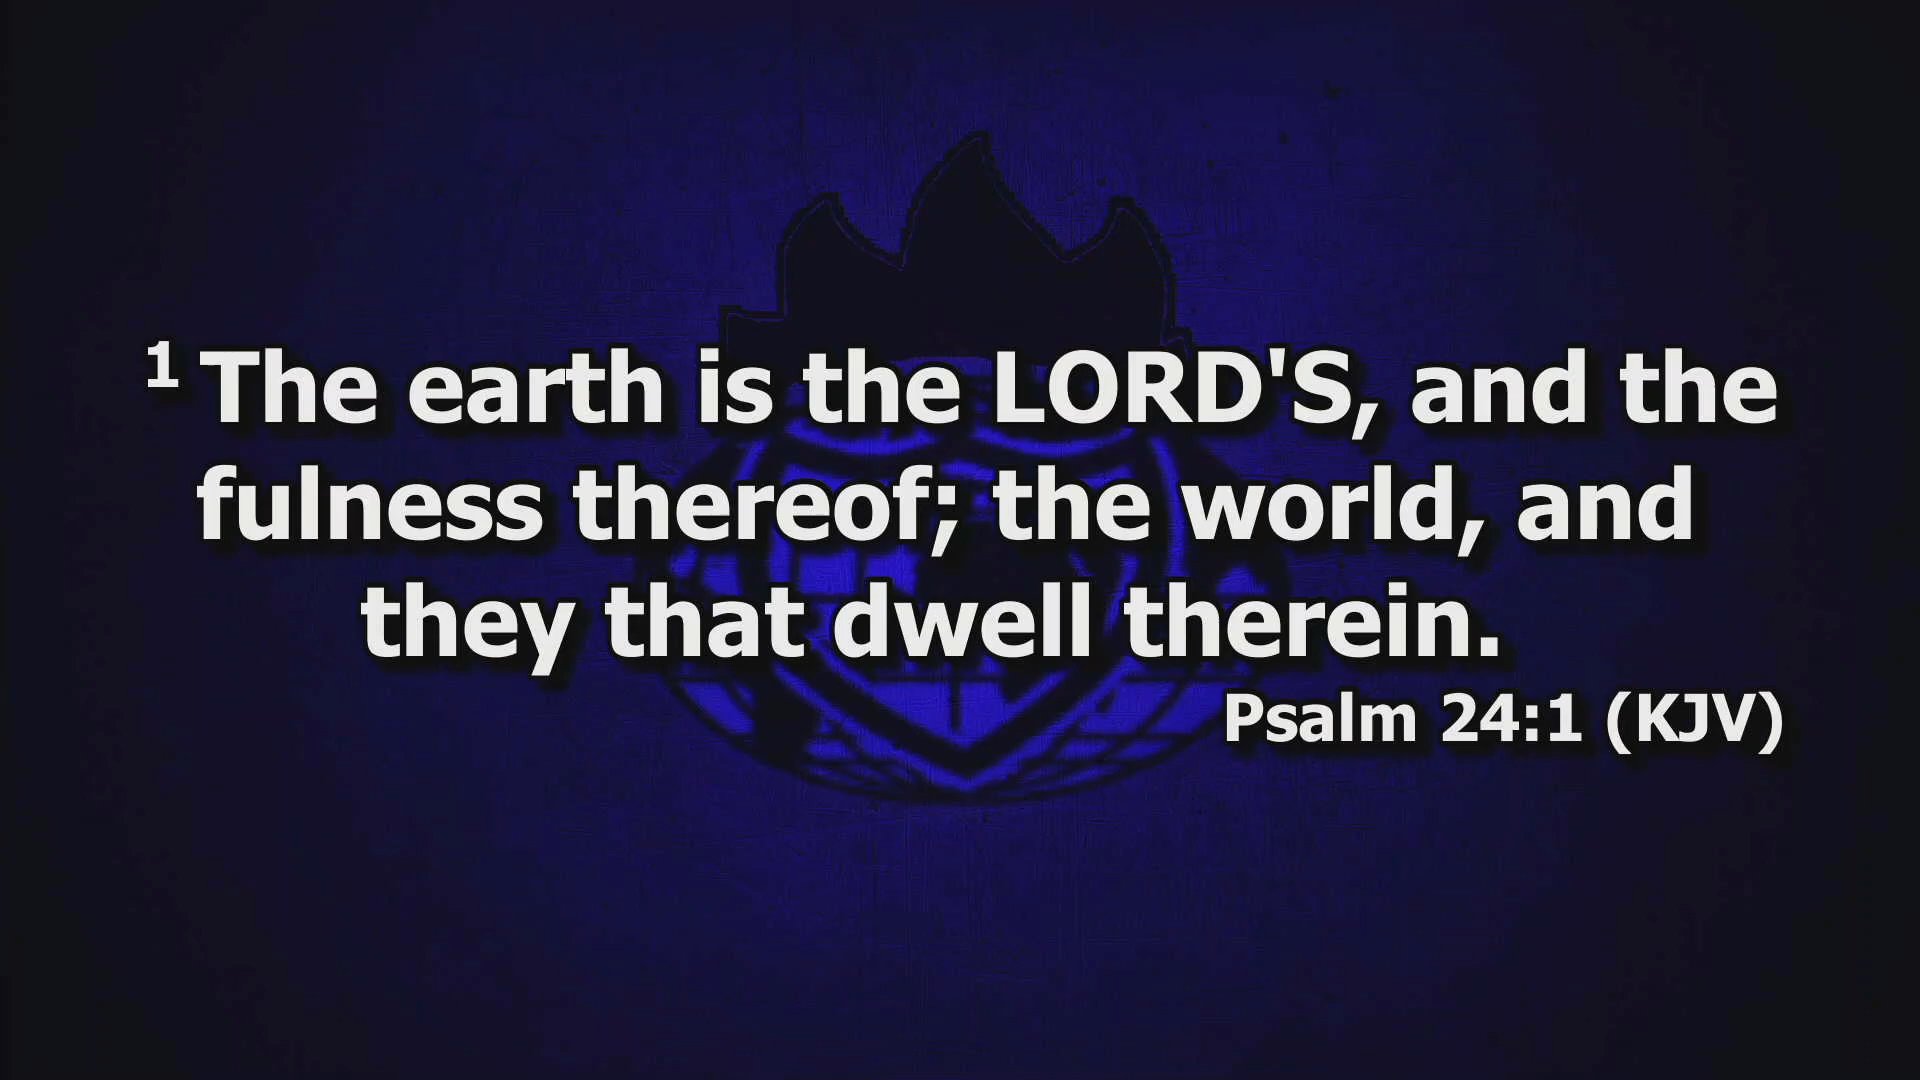 1 The earth is the LORD'S, and the
fulness thereof; the world, and
they that dwell therein.
Psalm 24:1 (KJV)